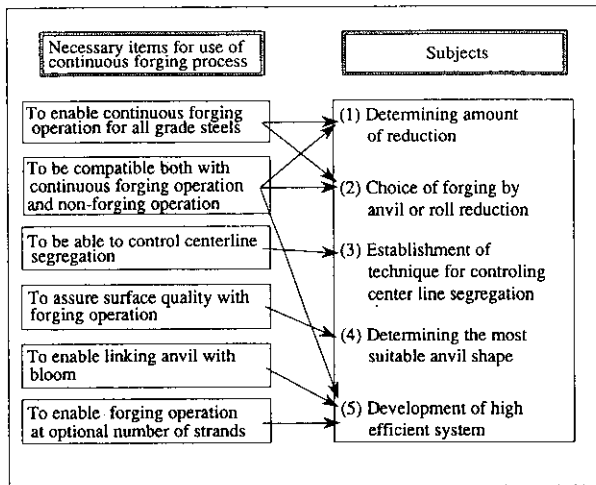 Necessary items for use of
continuous forging process
Subjects
To enable continuous forging
operation for all grade steels
To be compatible both with
continuous forging operation
and non-forging operation
To be able to control centerline
segregation
To assure surface quality with
forging operation
To enable linking anvil with
bloom
To enable forging operation
at optional number of strands
(1) Determining amount
of reduction
(2) Choice of forging by
anvil or roll reduction
(3) Establishment of
technique for controling
center line segregation
(4) Determining the most
suitable anvil shape
(5) Development of high
efficient system